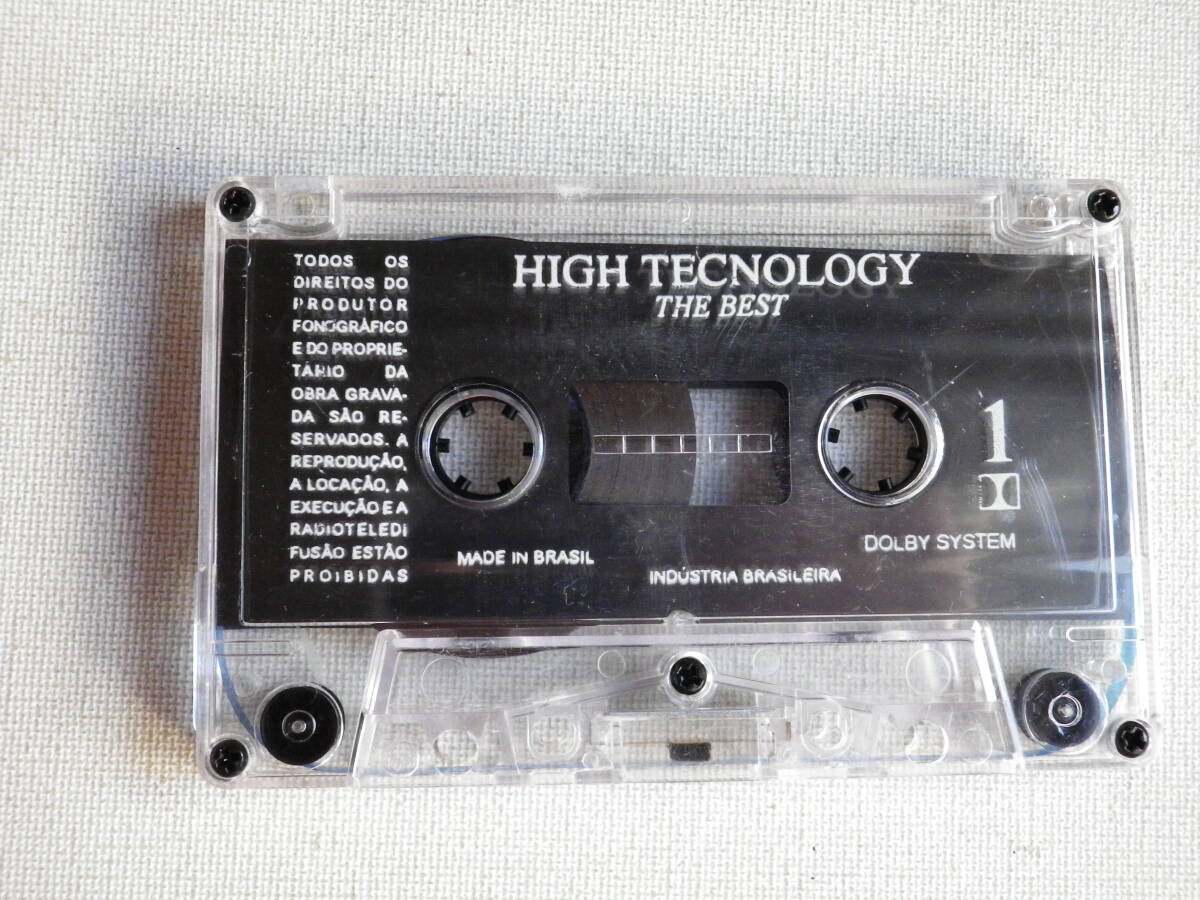 TODOS OS
DIREITOS DO
PRODUTOR
FONOGRÁFICO
E DO PROPRIE-
TÁRIO DA
OBRA GRAVA-
DA SÃO RE-
SERVADOS. A
REPRODUÇÃO,
A LOCAÇÃO, A
EXECUÇÃO E A
RADIOTELEDI
FUSÃO ESTÃO
PROIBIDAS
HIGH TECNOLOGY
THE BEST
1
DOLBY SYSTEM
MADE IN BRASIL
INDÚSTRIA BRASILEIRA